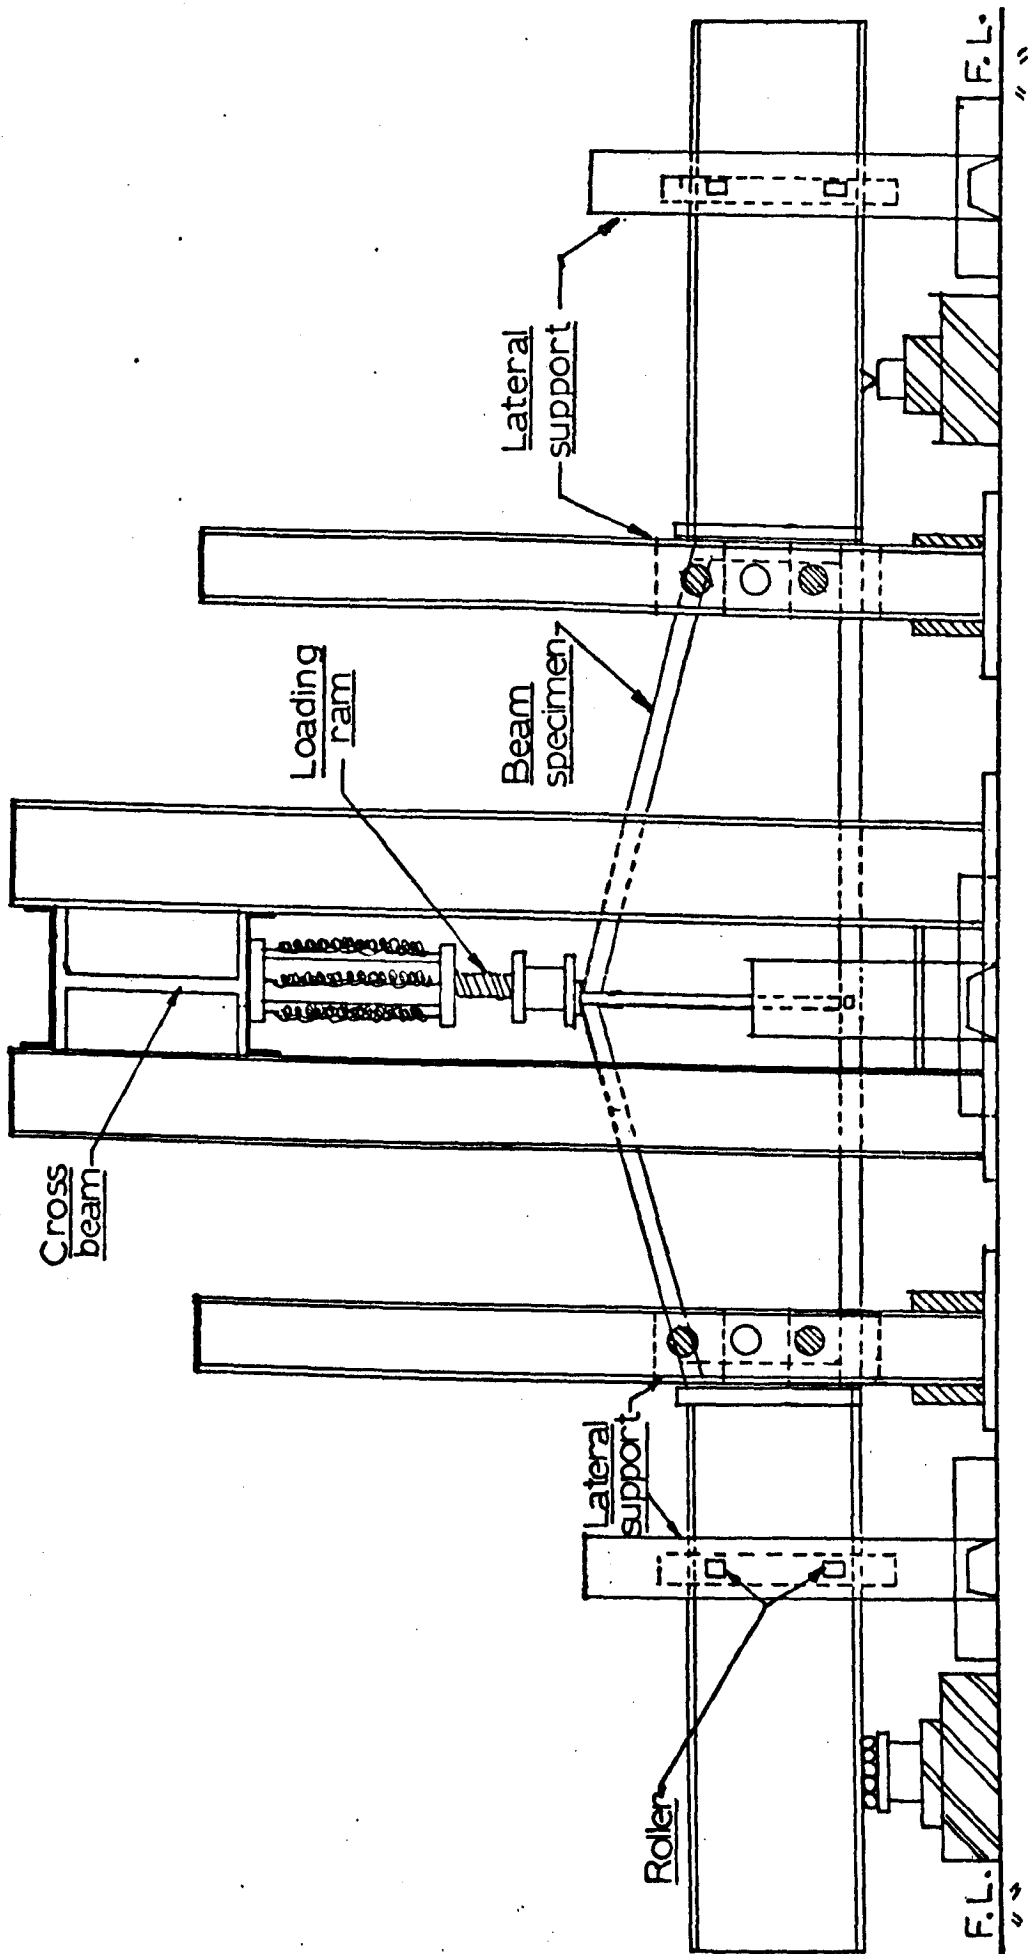 Cross
beam
Loading
ram
Lateral
support
Beam
specimen
Lateral
support
Roller
F.L.
F.L.